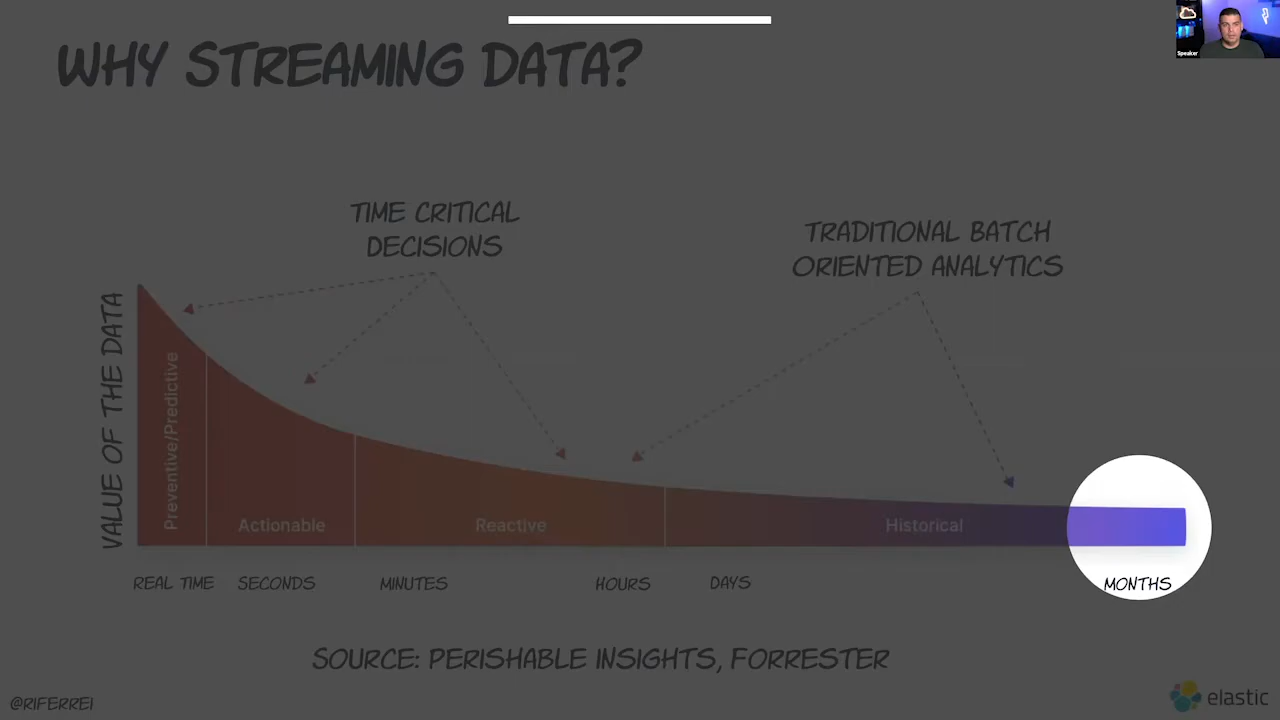 Speaker
WHY STREAMING DATA?
TIME CRITICAL
DECISIONS
TRADITIONAL BATCH
ORIENTED ANALYTICS
VALUE OF THE DATA
Preventive/Predictive
Actionable
Reactive
Historical
REAL TIME
SECONDS
MINUTES
HOURS
DAYS
MONTHS
SOURCE: PERISHABLE INSIGHTS, FORRESTER
@RIFERREI
elastic